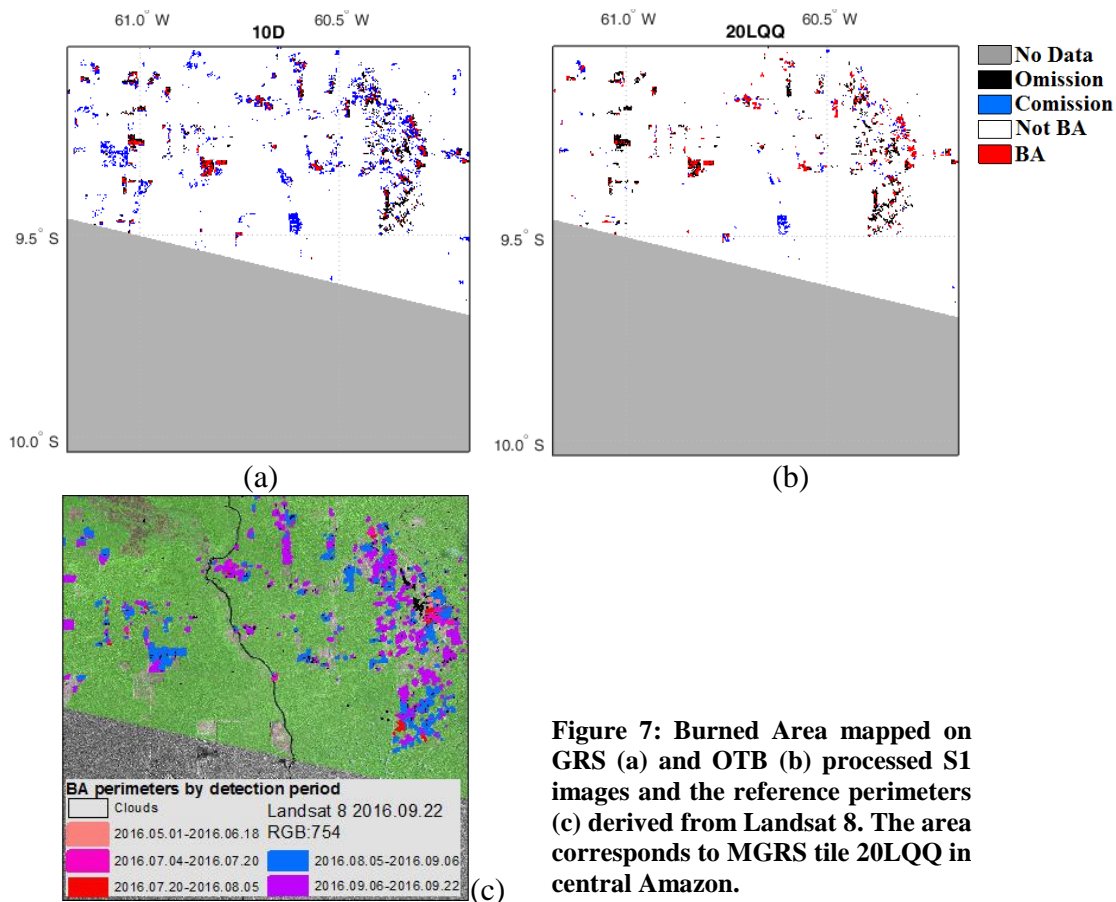 61.0° W 60.5° W
10D
61.0° W 60.5° W
20LQQ
No Data
Omission
Comission
Not BA
BA
9.5° S
10.0° S
9.5° S
10.0° S
(a)
(b)
BA perimeters by detection period
Clouds
2016.05.01-2016.06.18
2016.07.04-2016.07.20
2016.07.20-2016.08.05
Landsat 8 2016.09.22
RGB:754
2016.08.05-2016.09.06
2016.09.06-2016.09.22
(c)
Figure 7: Burned Area mapped on
GRS (a) and OTB (b) processed S1
images and the reference perimeters
(c) derived from Landsat 8. The area
corresponds to MGRS tile 20LQQ in
central Amazon.